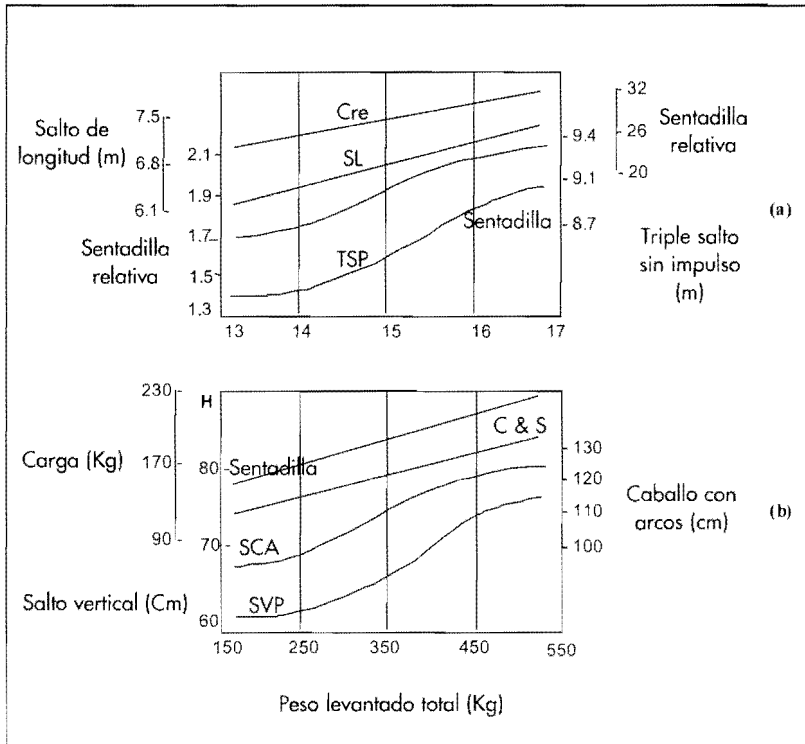 Salto de
longitud (m)
7.5
6.8
6.1
Sentadilla
relativa
2.1
1.9
1.7
1.5
1.3
Cre
SL
TSP
Sentadilla
13 14 15 16 17
9.4
9.1
8.7
32
26
20
Sentadilla
relativa
Triple salto
sin impulso
(m)
(a)
230
170
90
Carga (Kg)
Salto vertical (Cm)
H
80
70
60
Sentadilla
C & S
SCA
SVP
150 250 350 450 550
130
120
110
100
Caballo con
arcos (cm)
(b)
Peso levantado total (Kg)